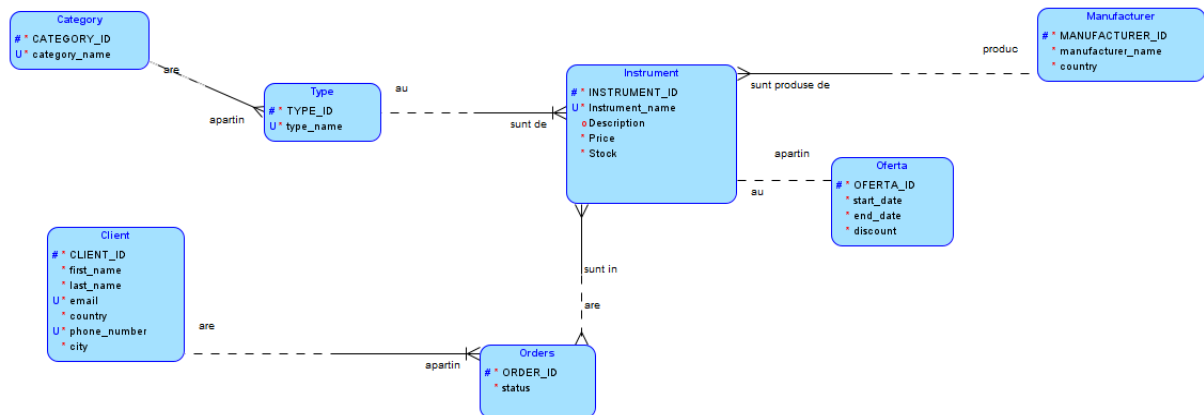 Category
# * CATEGORY_ID
U * category_name
are
apartin
Type
# * TYPE_ID
U * type_name
au
sunt de
Instrument
# * INSTRUMENT_ID
U * Instrument_name
o Description
* Price
* Stock
Manufacturer
# * MANUFACTURER_ID
* manufacturer_name
* country
produc
sunt produse de
apartin
au
Oferta
# * OFERTA_ID
* start_date
* end_date
* discount
Client
# * CLIENT_ID
* first_name
* last_name
U * email
* country
U * phone_number
* city
are
apartin
sunt in
are
Orders
# * ORDER_ID
* status